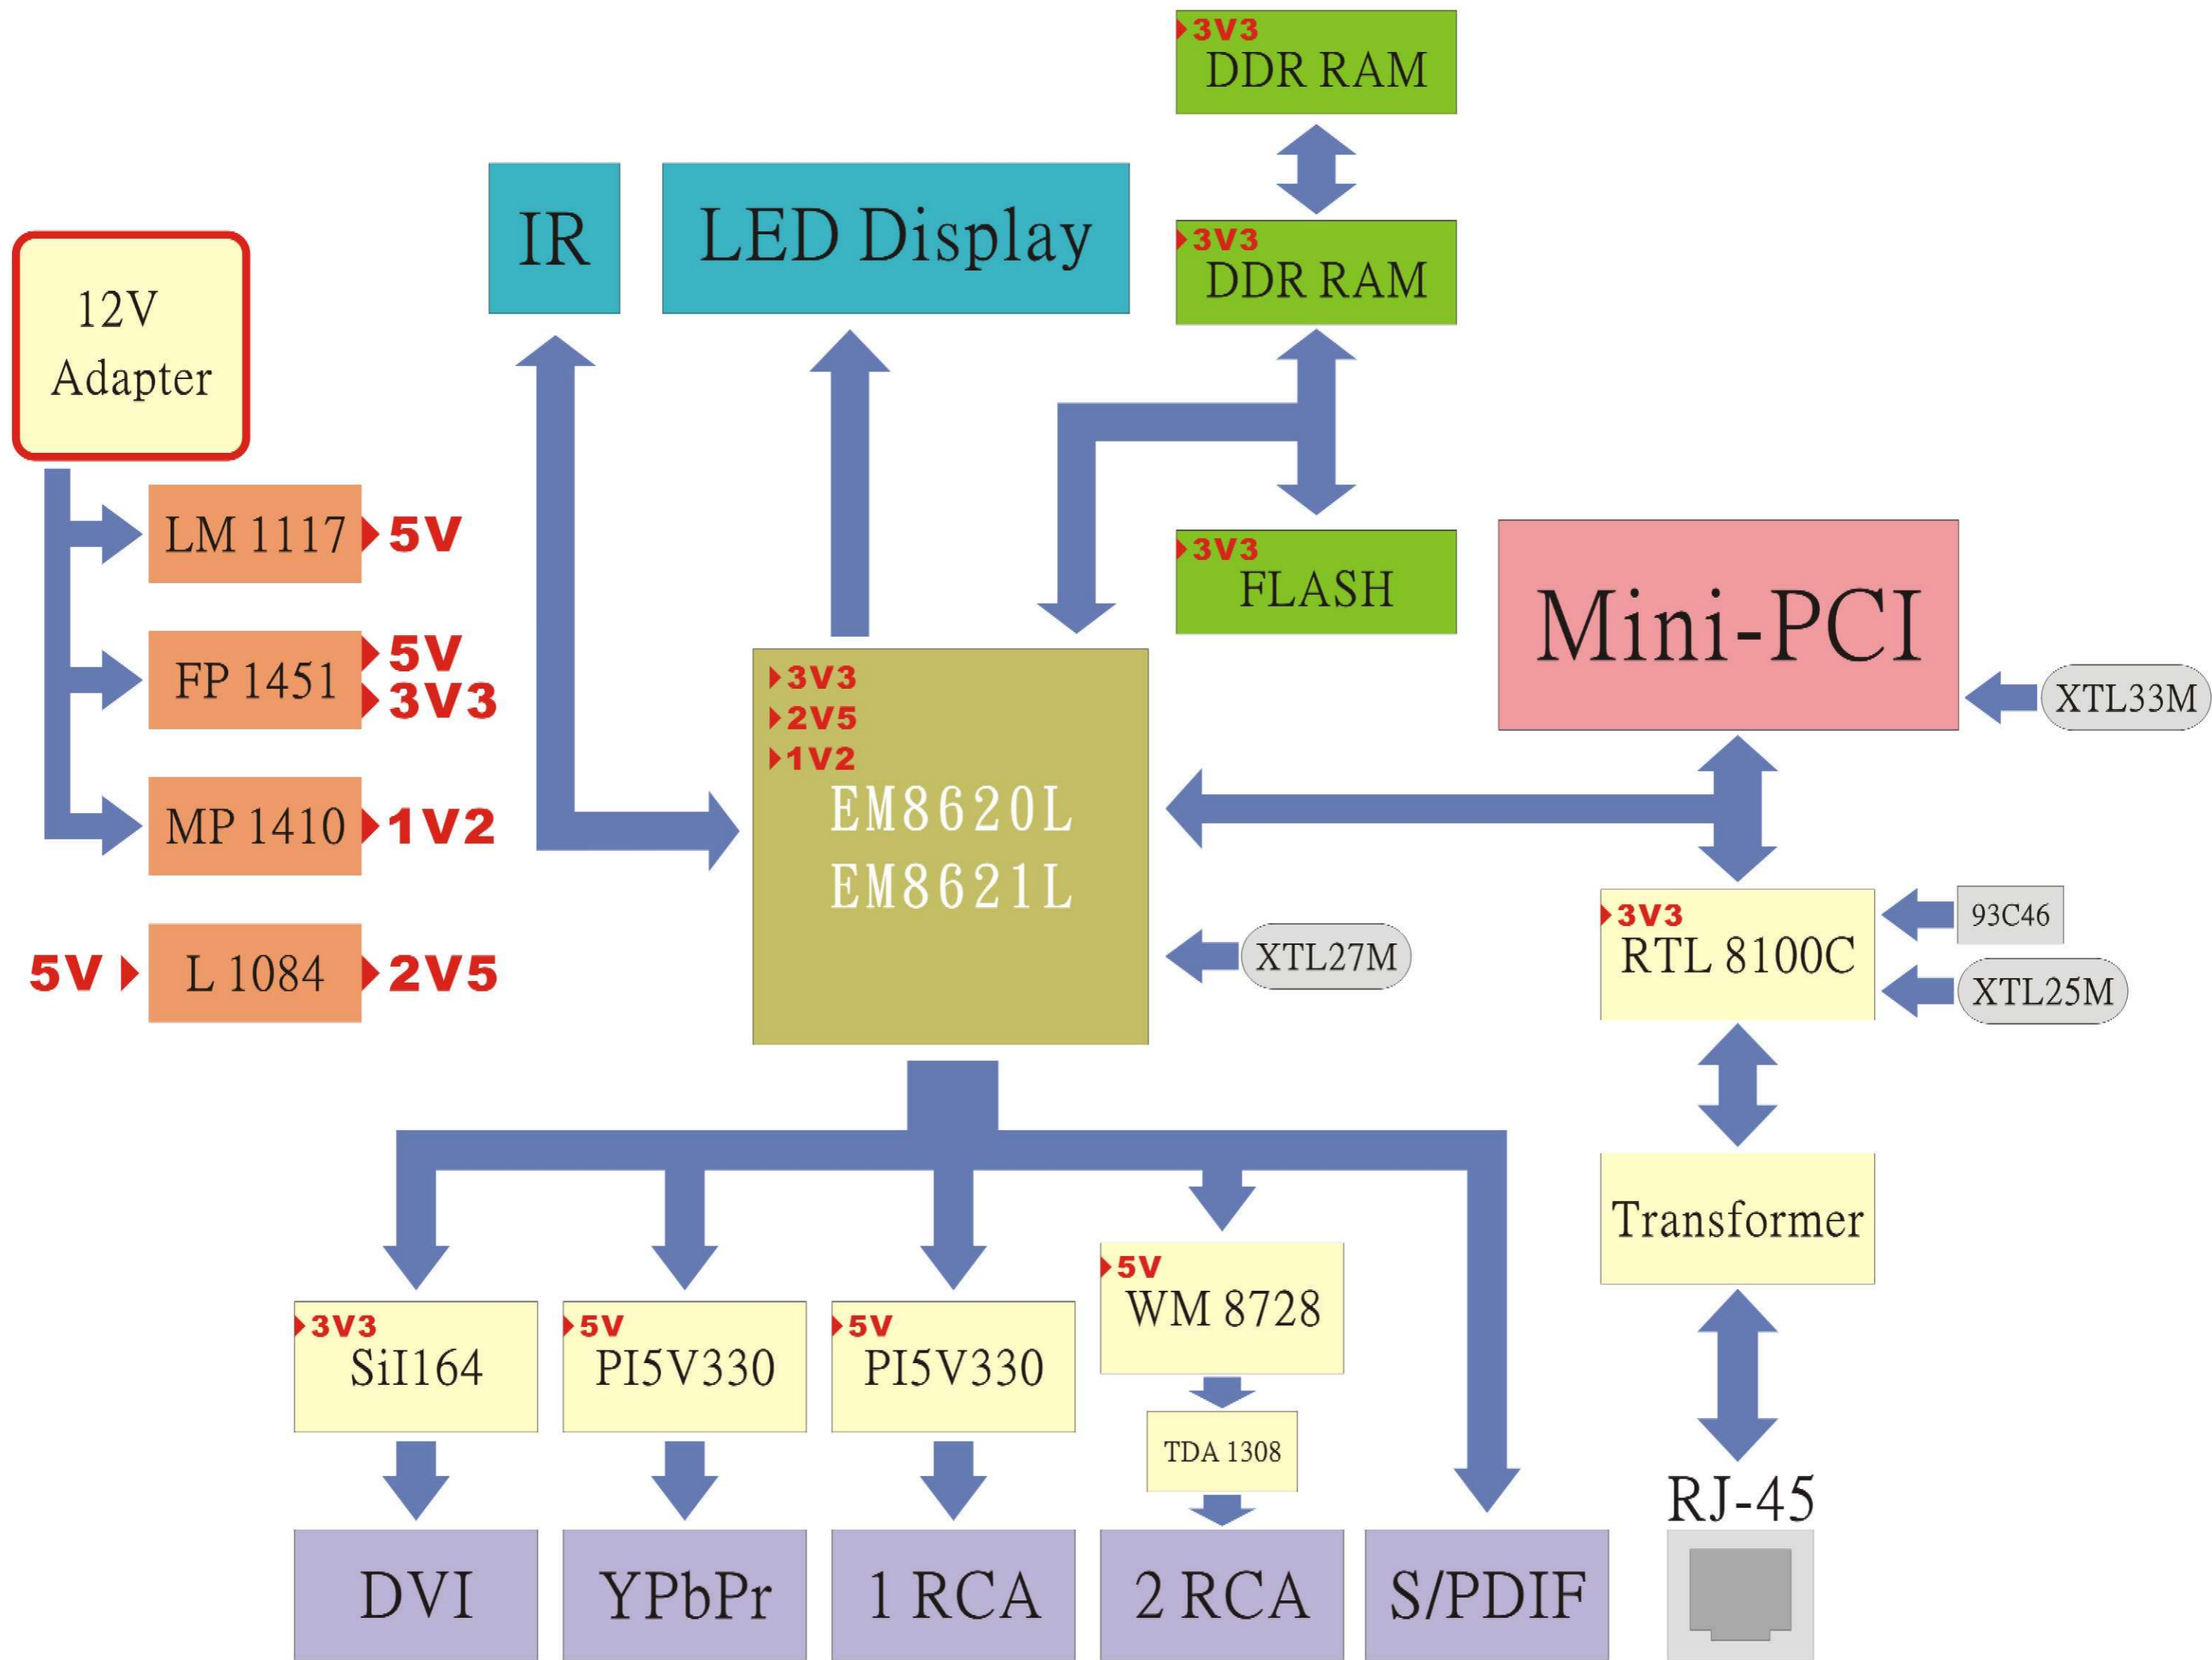 3V3
DDR RAM
IR
LED Display
3V3
DDR RAM
12V
Adapter
LM 1117
5V
3V3
FLASH
Mini-PCI
XTL33M
FP 1451
5V
3V3
MP 1410
1V2
5V
L 1084
2V5
3V3
2V5
1V2
EM8620L
EM8621L
XTL27M
3V3
RTL 8100C
93C46
XTL25M
Transformer
RJ-45
3V3
SiI164
5V
PI5V330
5V
PI5V330
5V
WM 8728
TDA 1308
DVI
YPbPr
1 RCA
2 RCA
S/PDIF